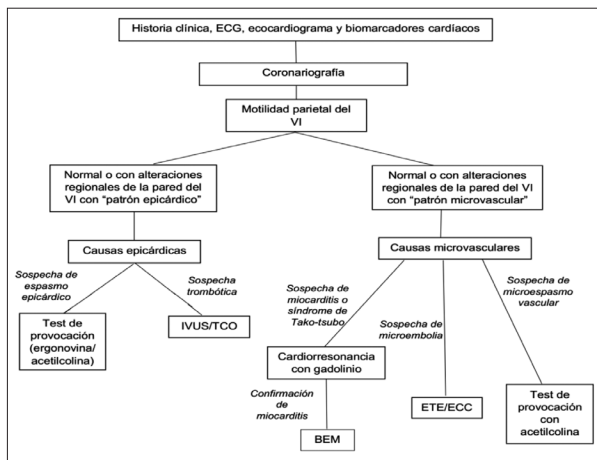 Historia clínica, ECG, ecocardiograma y biomarcadores cardíacos
Coronariografía
Motilidad parietal del
VI
Normal o con alteraciones
regionales de la pared del
VI con “patrón epicárdico”
Normal o con alteraciones
regionales de la pared del VI
con “patrón microvascular”
Causas epicárdicas
Causas microvasculares
Sospecha de
espasmo
epicárdico
Sospecha
trombótica
Sospecha de
miocarditis o
síndrome de
Tako-tsubo
Sospecha
de microembolia
Sospecha de
microespasmo
vascular
Test de
provocación
(ergonovina/
acetilcolina)
IVUS/TCO
Cardiorresonancia
con gadolinio
Confirmación
de
miocarditis
BEM
ETE/ECC
Test de
provocación
con
acetilcolina